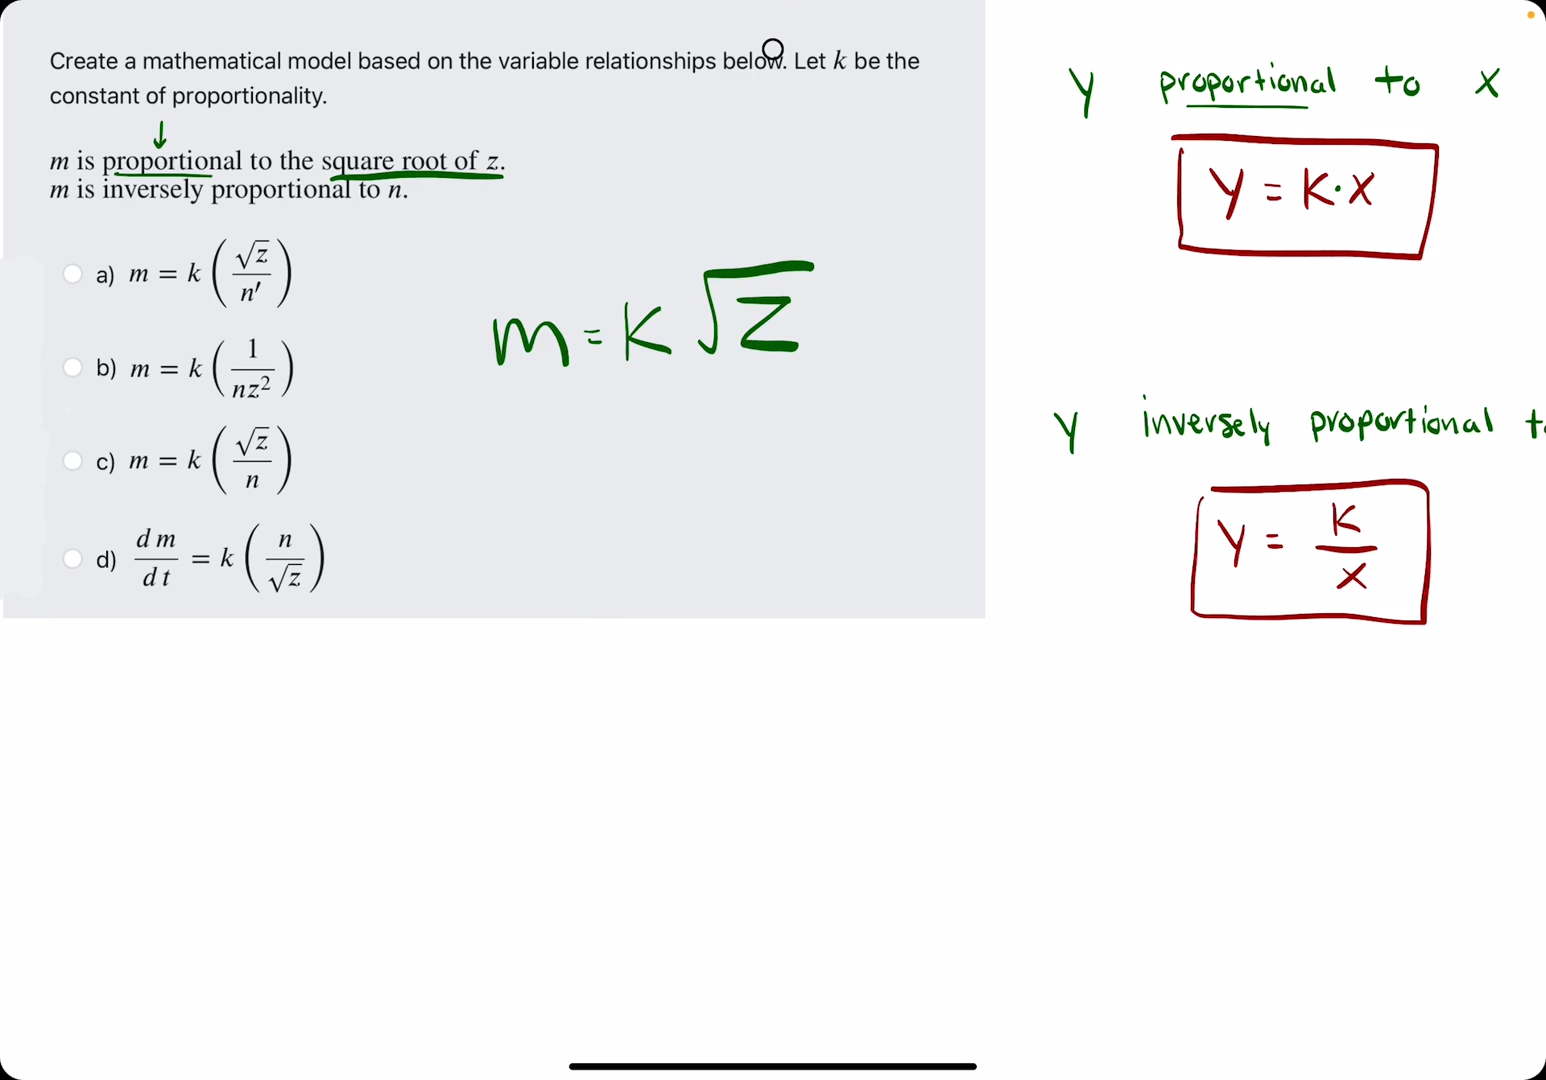 Create a mathematical model based on the variable relationships below. Let k be the
constant of proportionality.
m is proportional to the square root of z.
m is inversely proportional to n.
a) m = k (√z / n′)
b) m = k (1 / nz²)
c) m = k (√z / n)
d) dm/dt = k (n / √z)
m = k √z
y proportional to x
y = k · x
y inversely proportional t
y = k / x